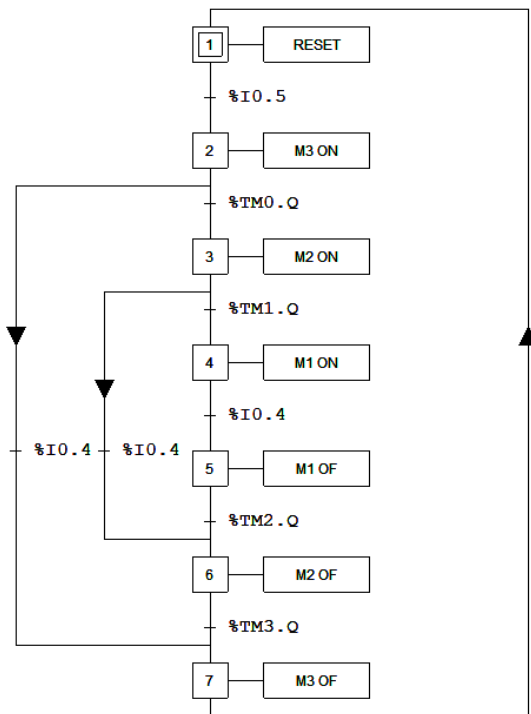 1 RESET
%I0.5
2 M3 ON
%TM0.Q
3 M2 ON
%TM1.Q
4 M1 ON
%I0.4
%I0.4 %I0.4
5 M1 OF
%TM2.Q
6 M2 OF
%TM3.Q
7 M3 OF